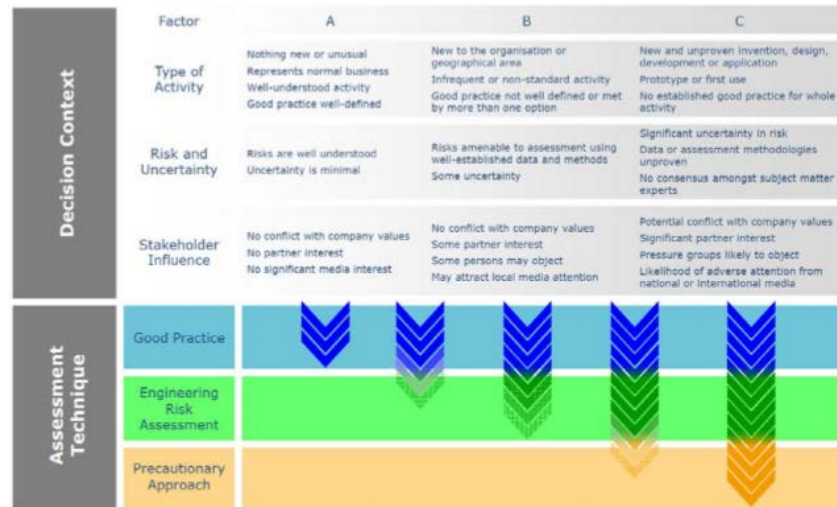 Decision Context
Factor
A
B
C
Type of
Activity
Nothing new or unusual
Represents normal business
Well-understood activity
Good practice well-defined
New to the organisation or
geographical area
Infrequent or non-standard activity
Good practice not well defined or met
by more than one option
New and unproven invention, design,
development or application
Prototype or first use
No established good practice for whole
activity
Risk and
Uncertainty
Risks are well understood
Uncertainty is minimal
Risks amenable to assessment using
well-established data and methods
Some uncertainty
Significant uncertainty in risk
Data or assessment methodologies
unproven
No consensus amongst subject matter
experts
Stakeholder
Influence
No conflict with company values
No partner interest
No significant media interest
No conflict with company values
Some partner interest
Some persons may object
May attract local media attention
Potential conflict with company values
Significant partner interest
Pressure groups likely to object
Likelihood of adverse attention from
national or international media
Assessment
Technique
Good Practice
Engineering
Risk
Assessment
Precautionary
Approach